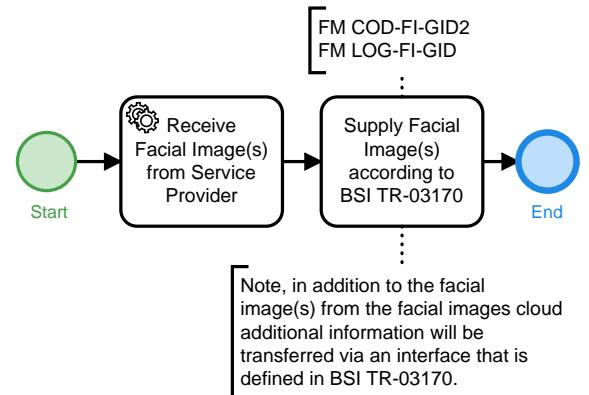 FM COD-FI-GID2
FM LOG-FI-GID
Receive
Facial Image(s)
from Service
Provider
Supply Facial
Image(s)
according to
BSI TR-03170
Start
End
Note, in addition to the facial
image(s) from the facial images cloud
additional information will be
transferred via an interface that is
defined in BSI TR-03170.